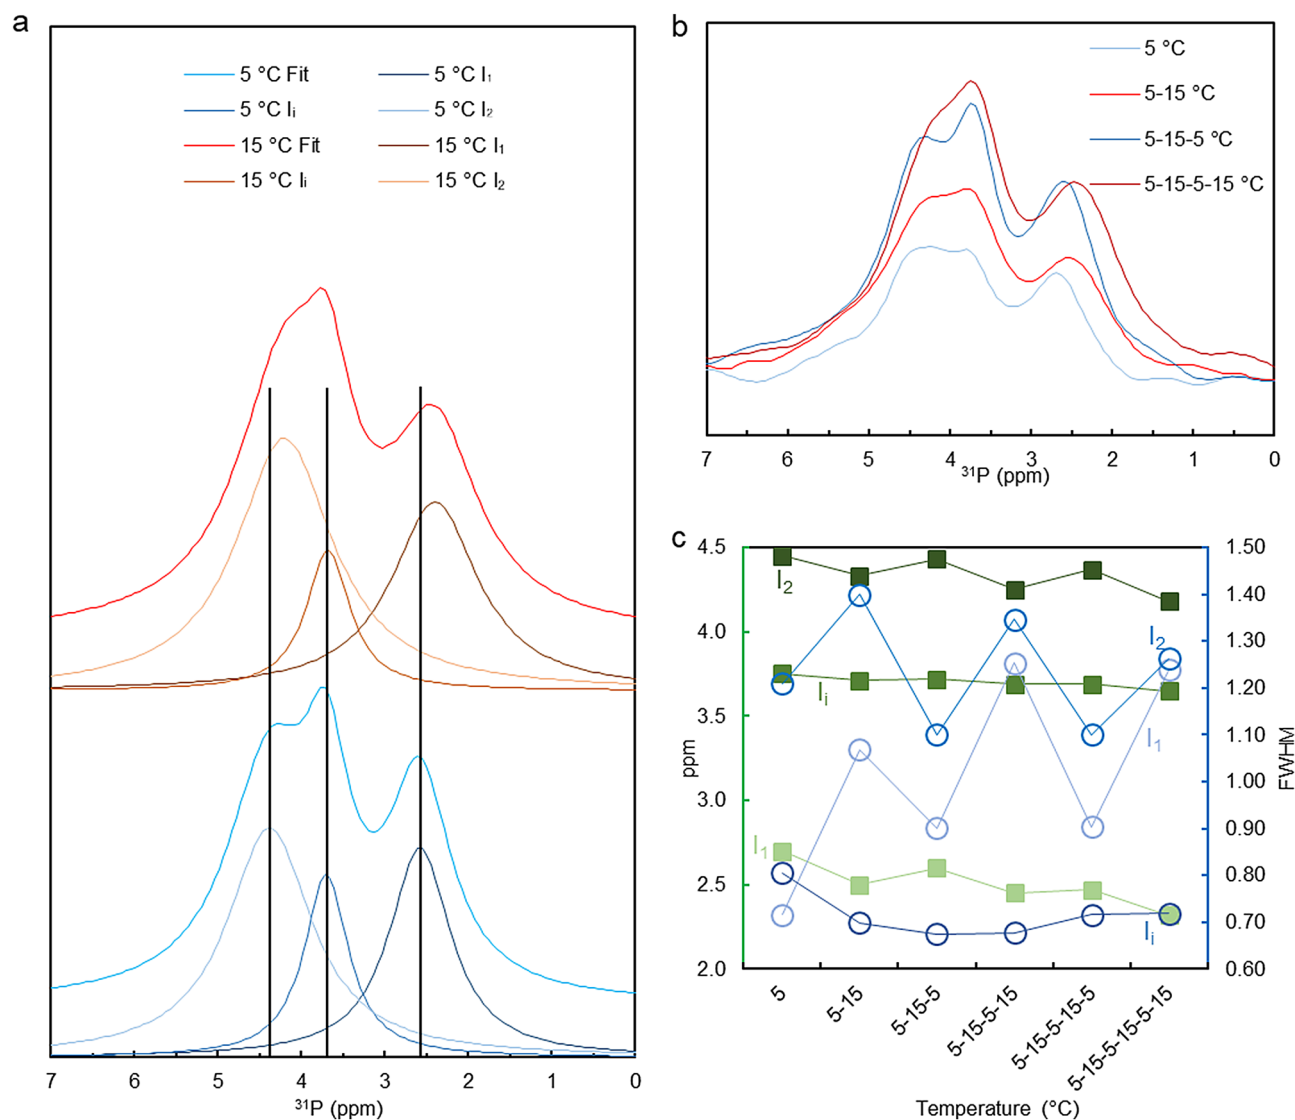 a
5 °C Fit
5 °C I₁
5 °C Iᵢ
5 °C I₂
15 °C Fit
15 °C I₁
15 °C Iᵢ
15 °C I₂
7 6 5 4 3 2 1 0
³¹P (ppm)
b
5 °C
5-15 °C
5-15-5 °C
5-15-5-15 °C
7 6 5 4 3 2 1 0
³¹P (ppm)
c
4.5
4.0
3.5
3.0
2.5
2.0
ppm
I₂
Iᵢ
I₁
I₂
I₁
Iᵢ
1.50
1.40
1.30
1.20
1.10
1.00
0.90
0.80
0.70
0.60
FWHM
5
5-15
5-15-5
5-15-5-15
5-15-5-15-5
5-15-5-15-5-15
Temperature (°C)